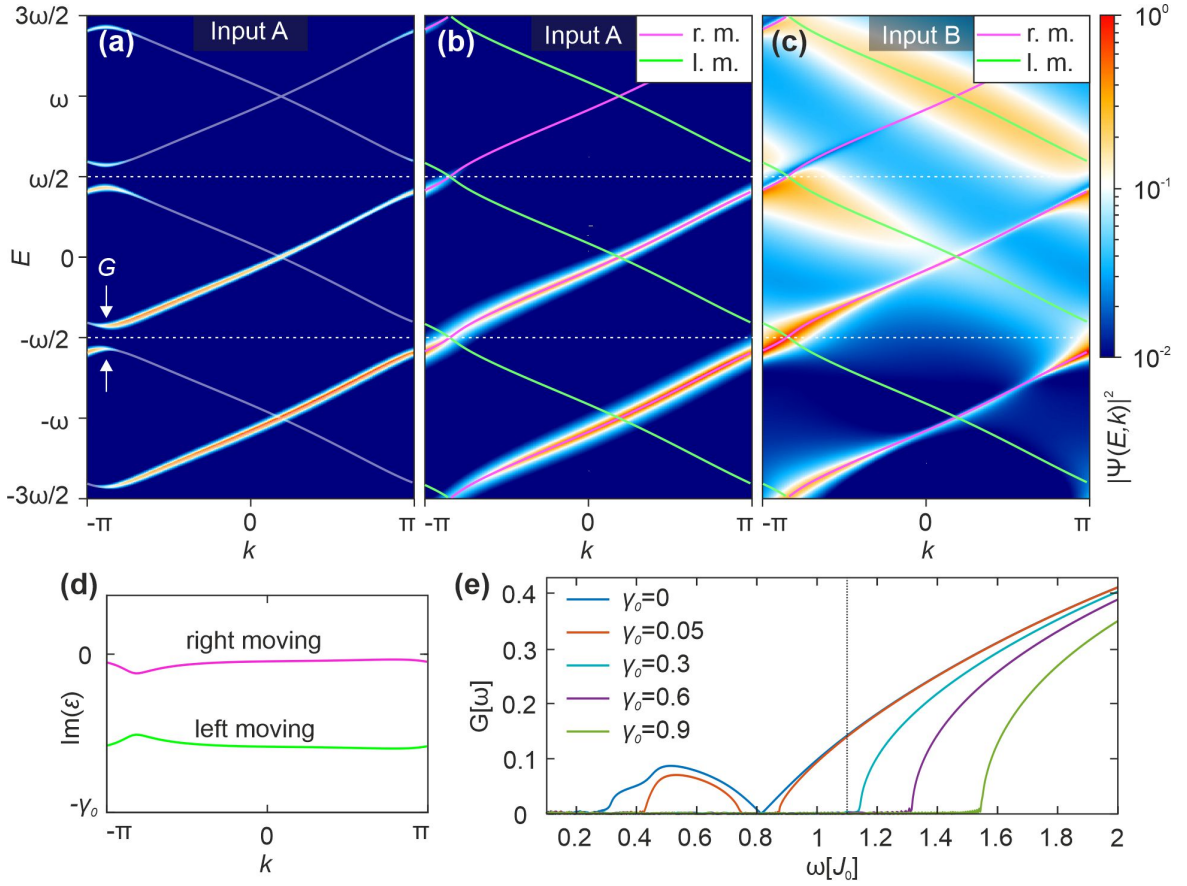 (a) Input A
(b) Input A
r. m.
l. m.
(c) Input B
r. m.
l. m.
3ω/2
ω
ω/2
0
-ω/2
-ω
-3ω/2
E
G
-π 0 π
k
-π 0 π
k
-π 0 π
k
10⁰
10⁻¹
10⁻²
|Ψ(E,k)|²
(d)
right moving
left moving
0
-γ₀
Im(ε)
-π 0 π
k
(e)
γ₀=0
γ₀=0.05
γ₀=0.3
γ₀=0.6
γ₀=0.9
0.4
0.3
0.2
0.1
0
G[ω]
0.2 0.4 0.6 0.8 1 1.2 1.4 1.6 1.8 2
ω[J₀]